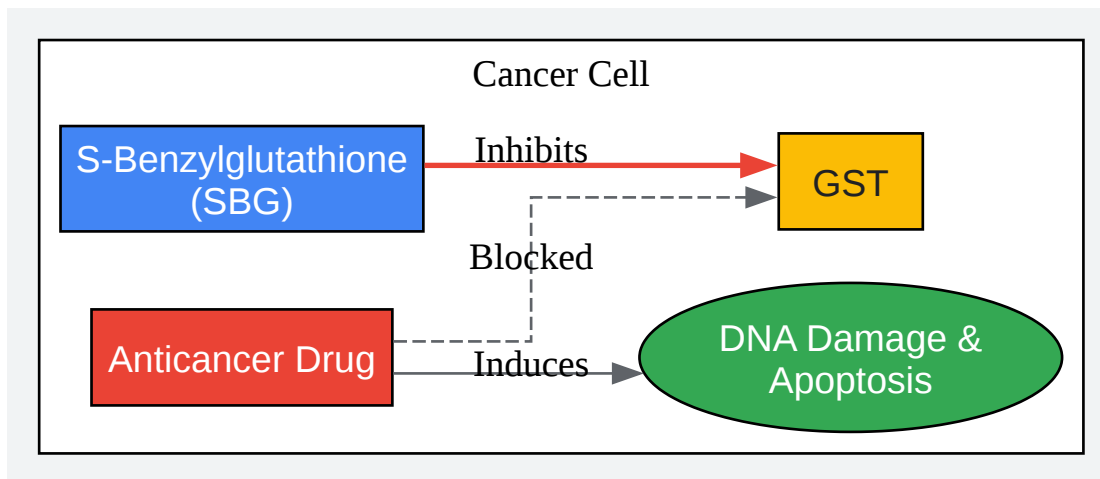 Cancer Cell
S-Benzylglutathione
(SBG)
Inhibits
GST
Blocked
Anticancer Drug
Induces
DNA Damage &
Apoptosis